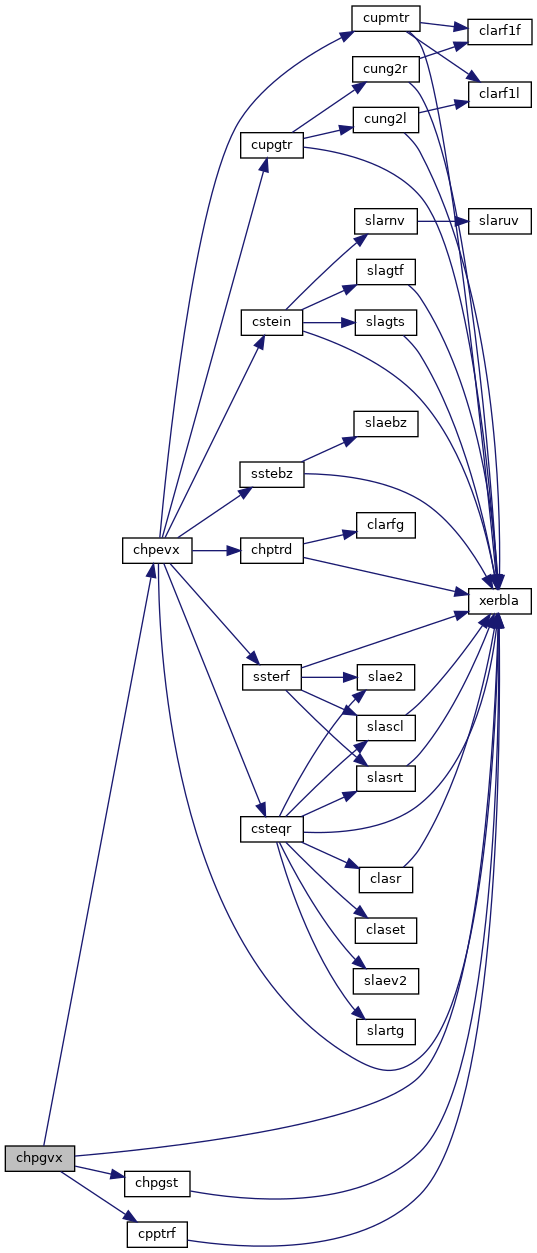 cupmtr
clarf1f
cung2r
clarf1l
cung2l
cupgtr
slarnv
slaruv
slagtf
cstein
slagts
slaebz
sstebz
clarfg
chpevx
chptrd
xerbla
ssterf
slae2
slascl
slasrt
csteqr
clasr
claset
slaev2
slartg
chpgvx
chpgst
cpptrf